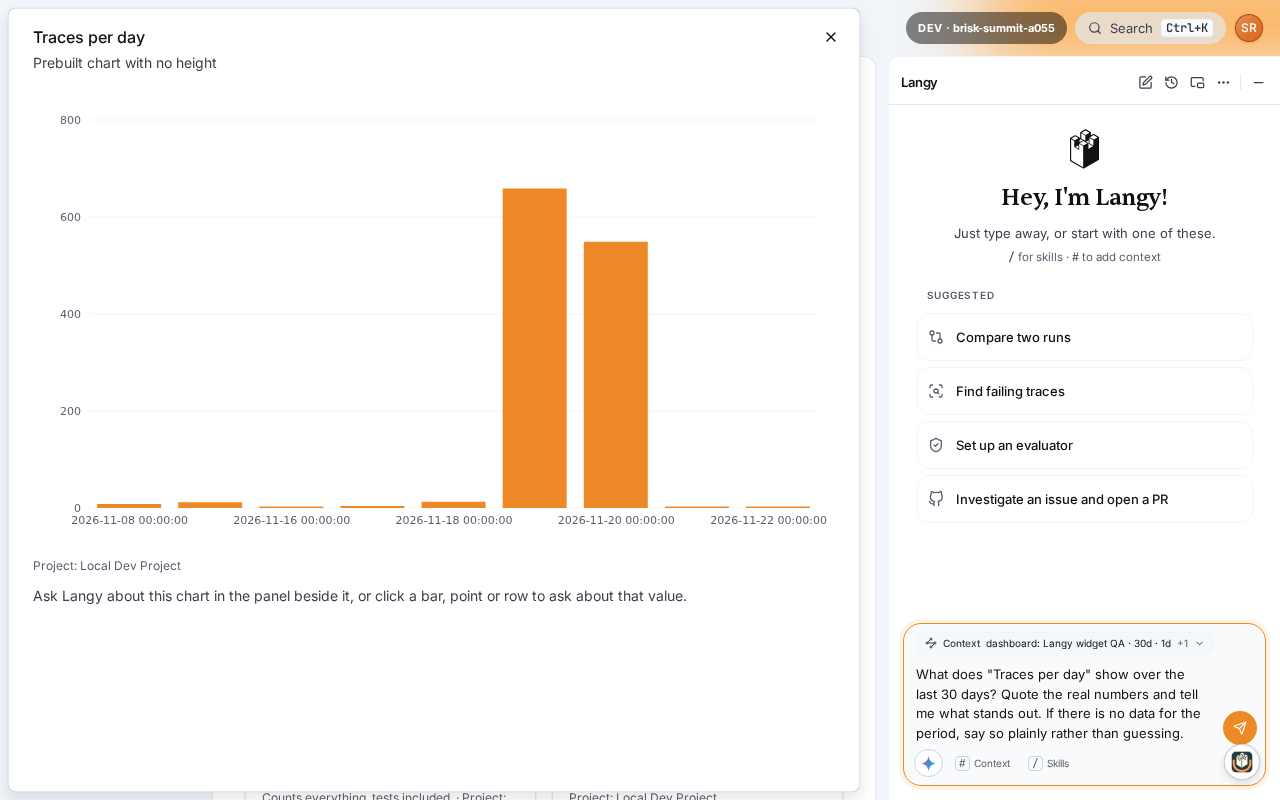 Traces per day
Prebuilt chart with no height
800
600
400
200
0
2026-11-08 00:00:00
2026-11-16 00:00:00
2026-11-18 00:00:00
2026-11-20 00:00:00
2026-11-22 00:00:00
Project: Local Dev Project
Ask Langy about this chart in the panel beside it, or click a bar, point or row to ask about that value.
Counts everything, tests included. · Project:
Project: Local Dev Project
DEV · brisk-summit-a055
Search Ctrl+K
SR
Langy
Hey, I'm Langy!
Just type away, or start with one of these.
/ for skills · # to add context
SUGGESTED
Compare two runs
Find failing traces
Set up an evaluator
Investigate an issue and open a PR
Context dashboard: Langy widget QA · 30d · 1d +1
What does "Traces per day" show over the
last 30 days? Quote the real numbers and tell
me what stands out. If there is no data for the
period, say so plainly rather than guessing.
# Context / Skills